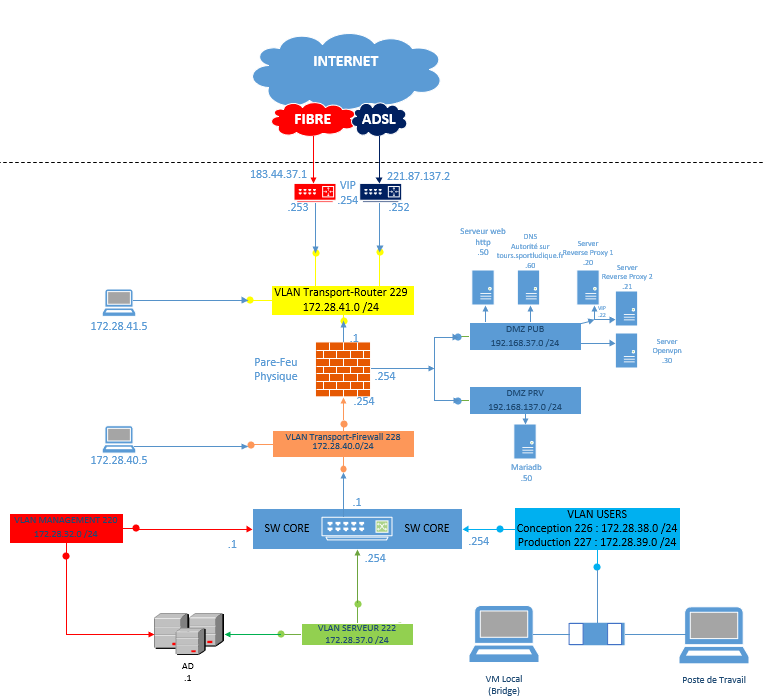 INTERNET
FIBRE
ADSL
183.44.37.1
VIP
221.87.137.2
.254
.253
.252
Serveur web
http
.50
DNS
Autorité sur
tours.sportludique.fr
.60
Server
Reverse Proxy 1
.20
Server
Reverse Proxy 2
.21
VIP
.22
VLAN Transport-Router 229
172.28.41.0 /24
172.28.41.5
.1
DMZ PUB
192.168.37.0 /24
Server
Openvpn
.30
Pare-Feu
Physique
.254
.254
DMZ PRV
192.168.137.0 /24
Mariadb
.50
VLAN Transport-Firewall 228
172.28.40.0/24
172.28.40.5
.1
SW CORE
SW CORE
VLAN MANAGEMENT
.1
.254
.254
VLAN USERS
Conception 226 : 172.28.38.0 /24
Production 227 : 172.28.39.0 /24
VLAN SERVEUR 222
172.28.37.0 /24
AD
.1
VM Local
(Bridge)
Poste de Travail